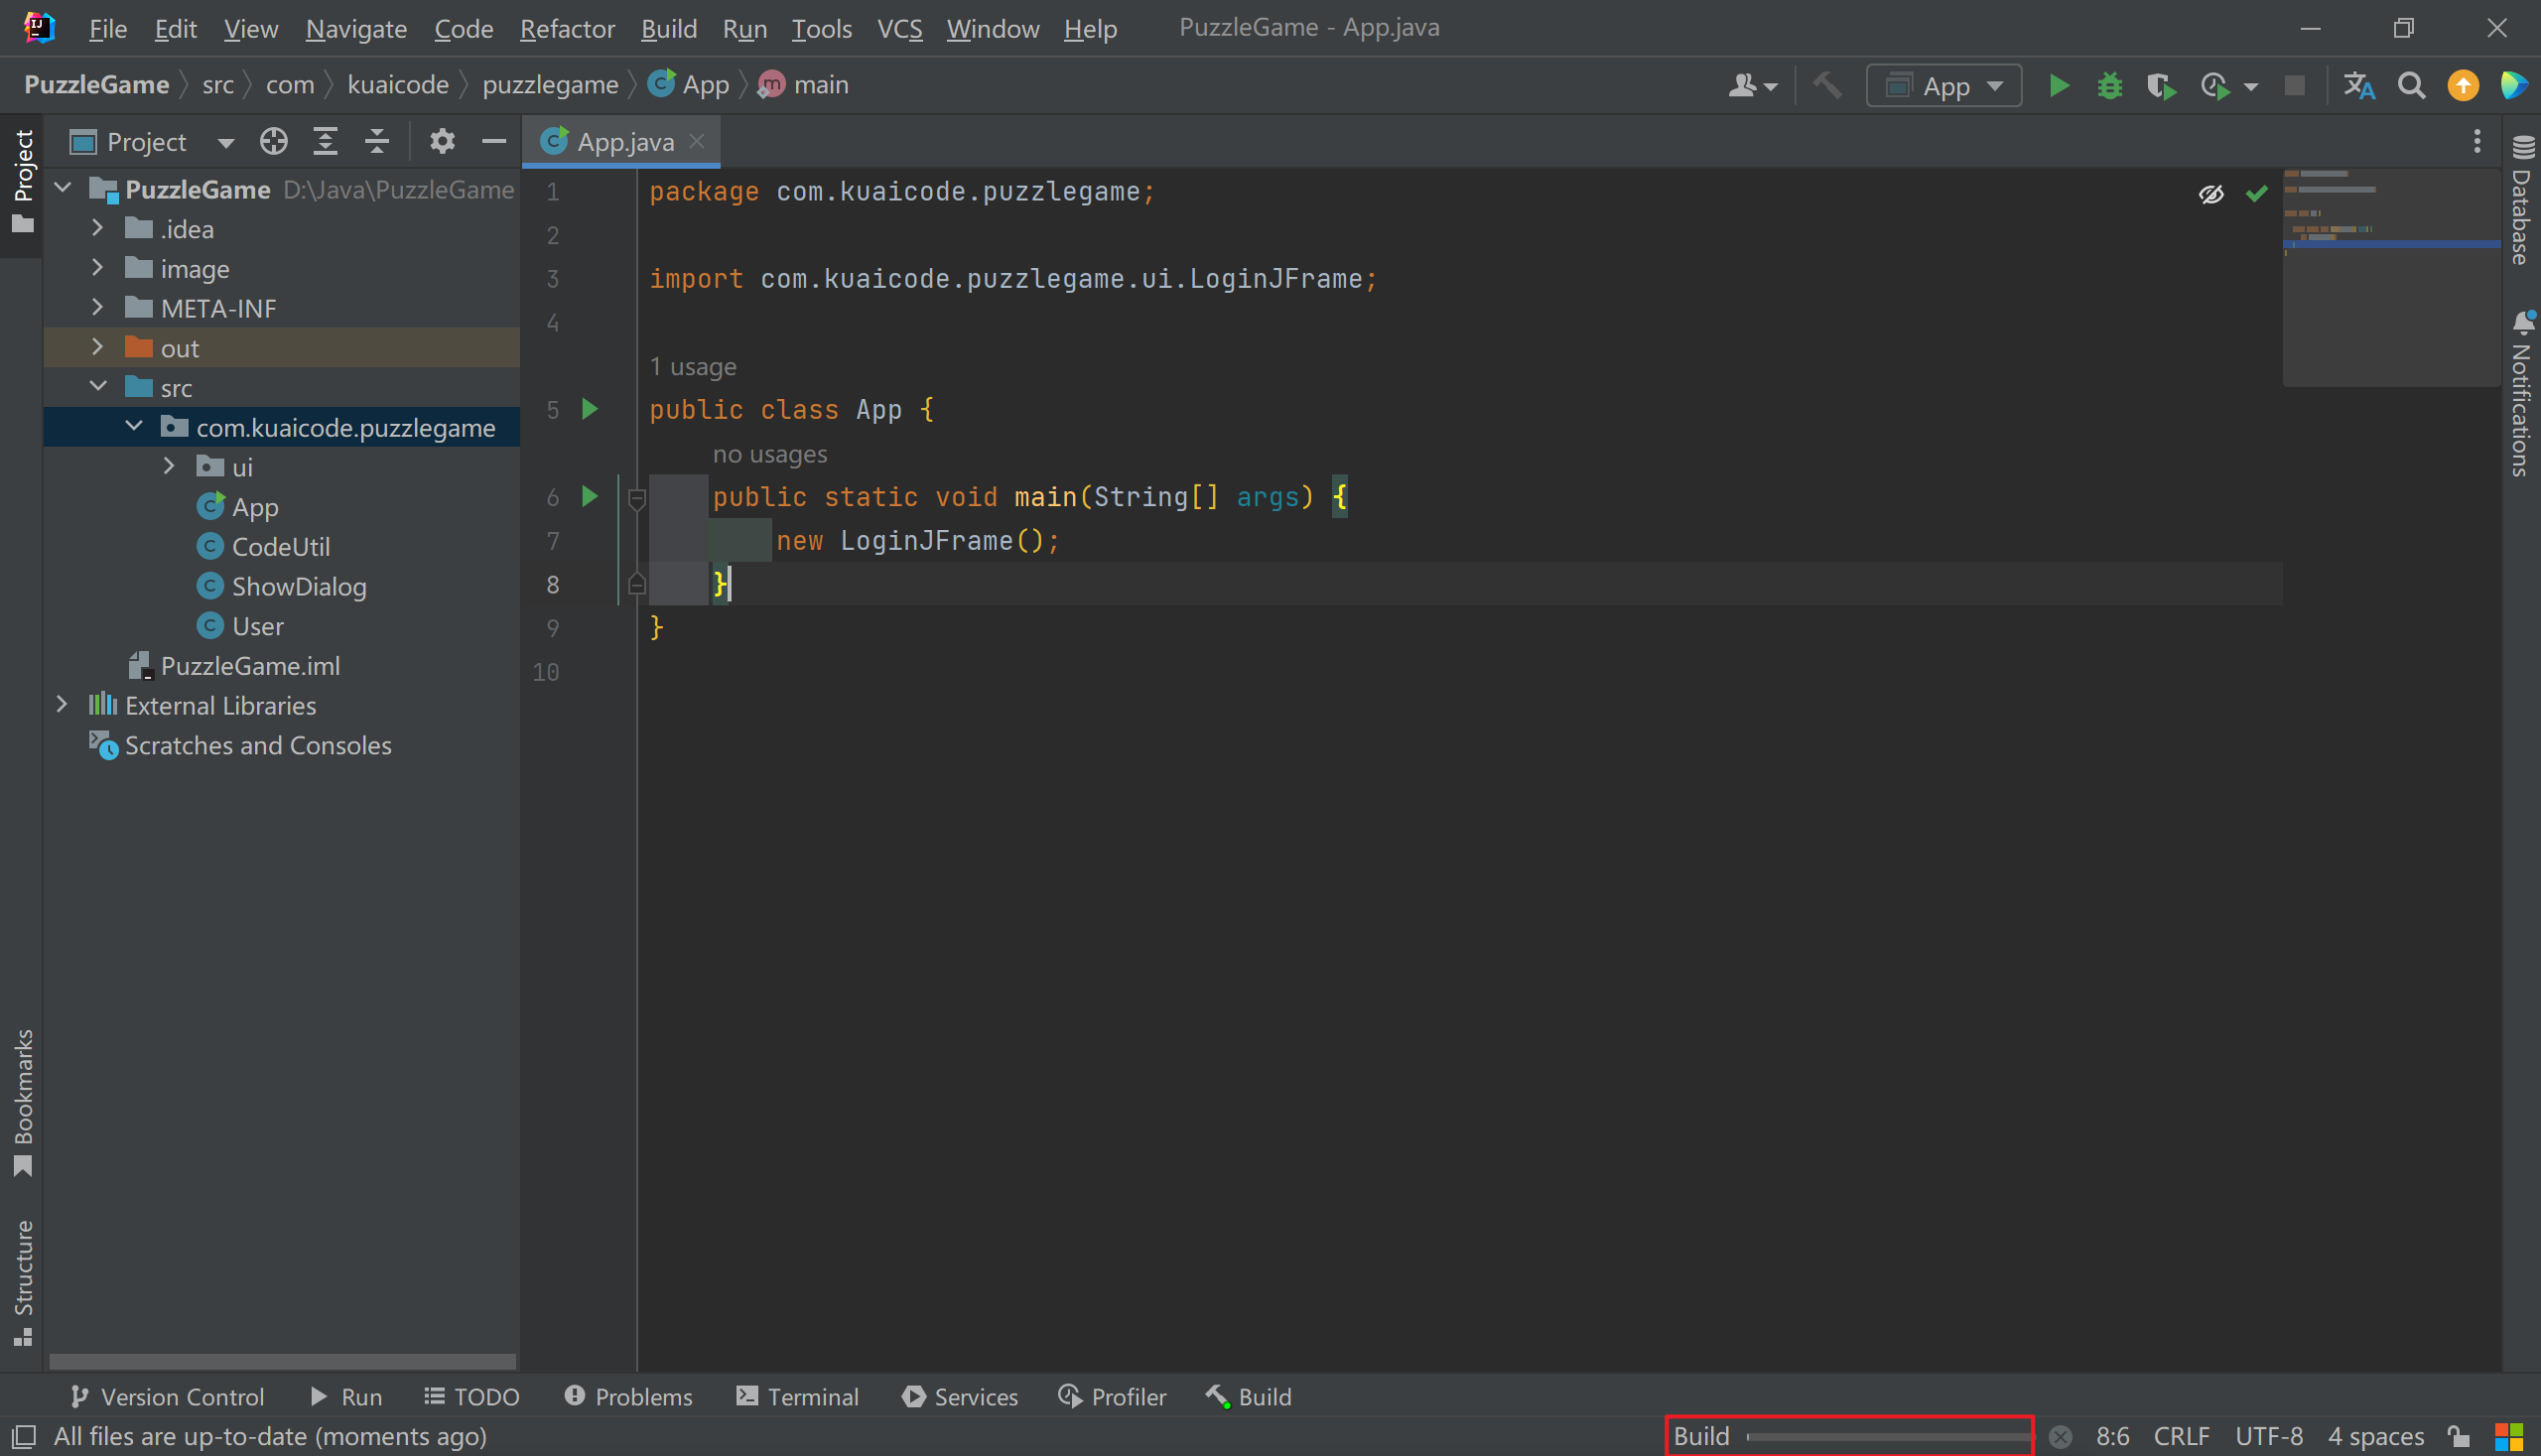 File Edit View Navigate Code Refactor Build Run Tools VCS Window Help PuzzleGame - App.java
PuzzleGame src com kuaicode puzzlegame App main
App
Project
Project
App.java
PuzzleGame D:\Java\PuzzleGame
.idea
image
META-INF
out
src
com.kuaicode.puzzlegame
ui
App
CodeUtil
ShowDialog
User
PuzzleGame.iml
External Libraries
Scratches and Consoles
1 package com.kuaicode.puzzlegame;
2
3 import com.kuaicode.puzzlegame.ui.LoginJFrame;
4
1 usage
5 public class App {
no usages
6 public static void main(String[] args) {
7 new LoginJFrame();
8 }
9 }
10
Database
Notifications
Bookmarks
Structure
Version Control Run TODO Problems Terminal Services Profiler Build
All files are up-to-date (moments ago) Build 8:6 CRLF UTF-8 4 spaces